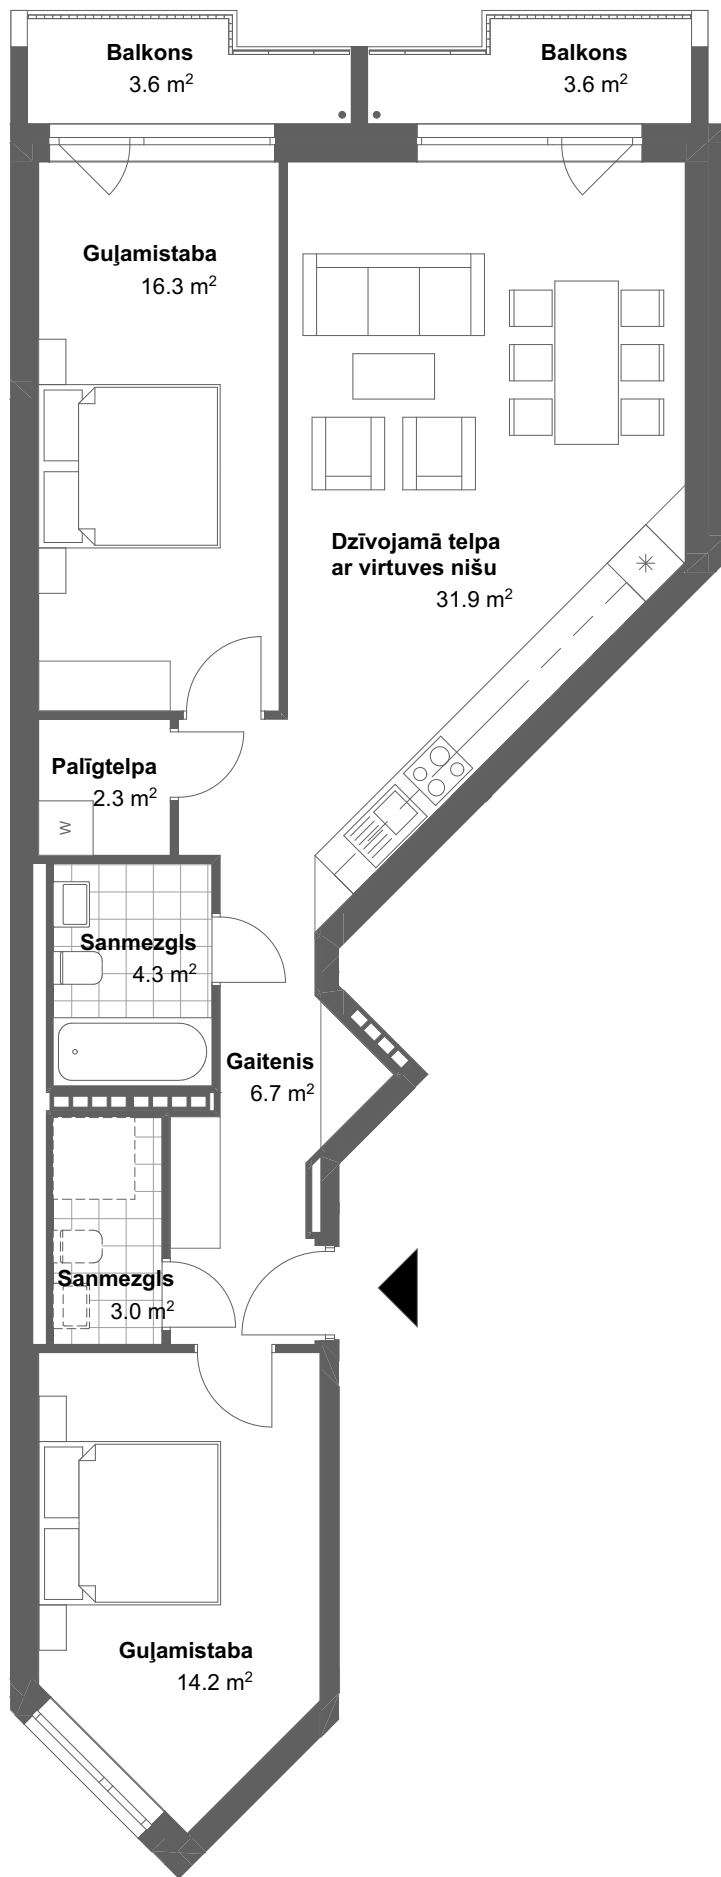 Balkons
3.6 m²
Balkons
3.6 m²
Guļamistaba
16.3 m²
Dzīvojamā telpa
ar virtuves nišu
31.9 m²
Palīgtelpa
2.3 m²
W
Sanmezgls
4.3 m²
Gaitenis
6.7 m²
Sanmezgls
3.0 m²
Guļamistaba
14.2 m²